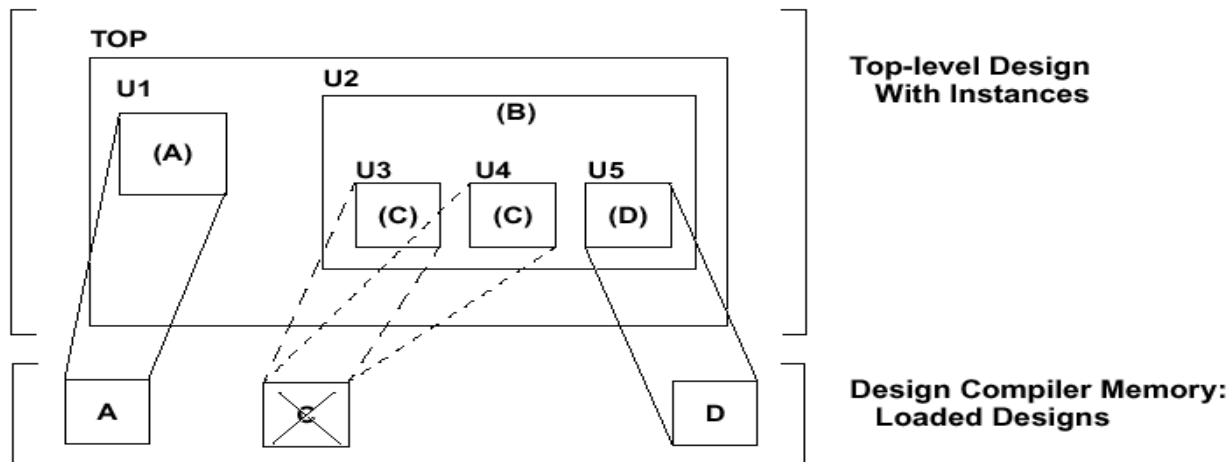 TOP
U1
(A)
U2
(B)
U3
(C)
U4
(C)
U5
(D)
Top-level Design
With Instances
A
C
D
Design Compiler Memory:
Loaded Designs